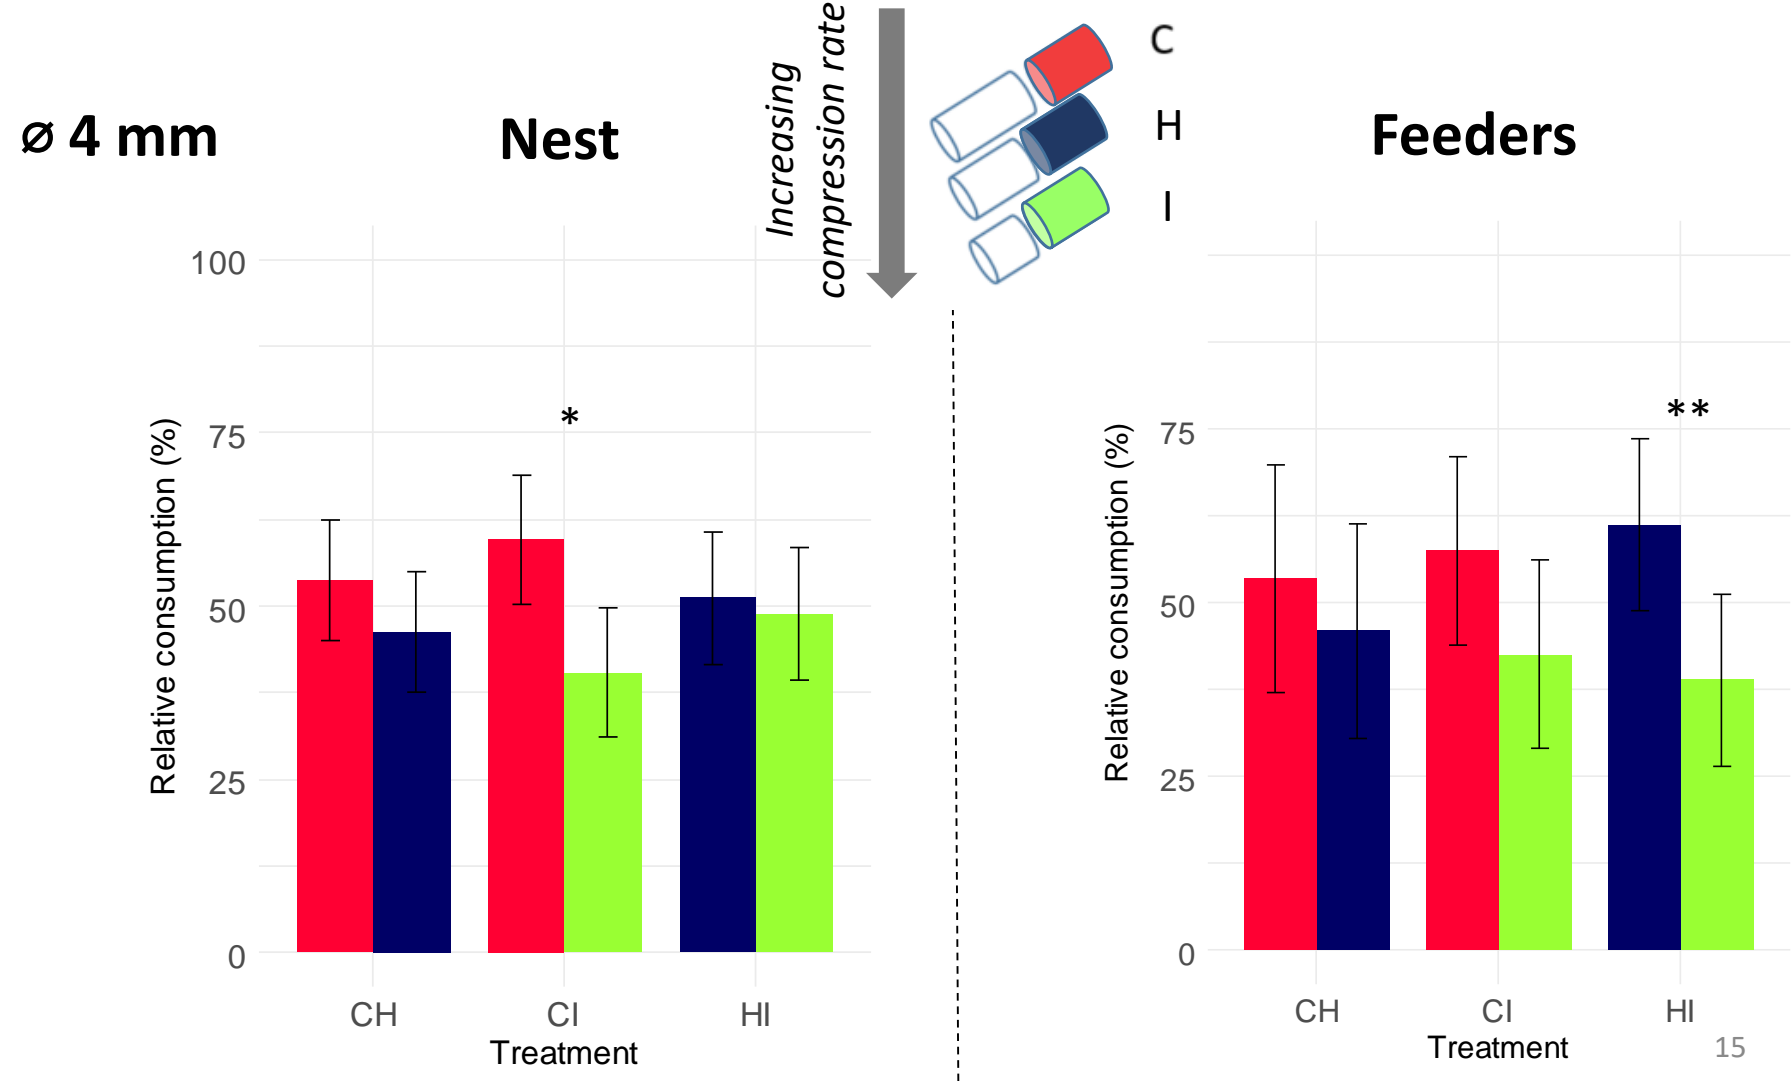 ⌀ 4 mm
Nest
Increasing
compression rate
C
H
I
Feeders
100
75
50
25
0
Relative consumption (%)
*
CH
CI
HI
Treatment
75
50
25
0
Relative consumption (%)
**
CH
CI
HI
Treatment
15